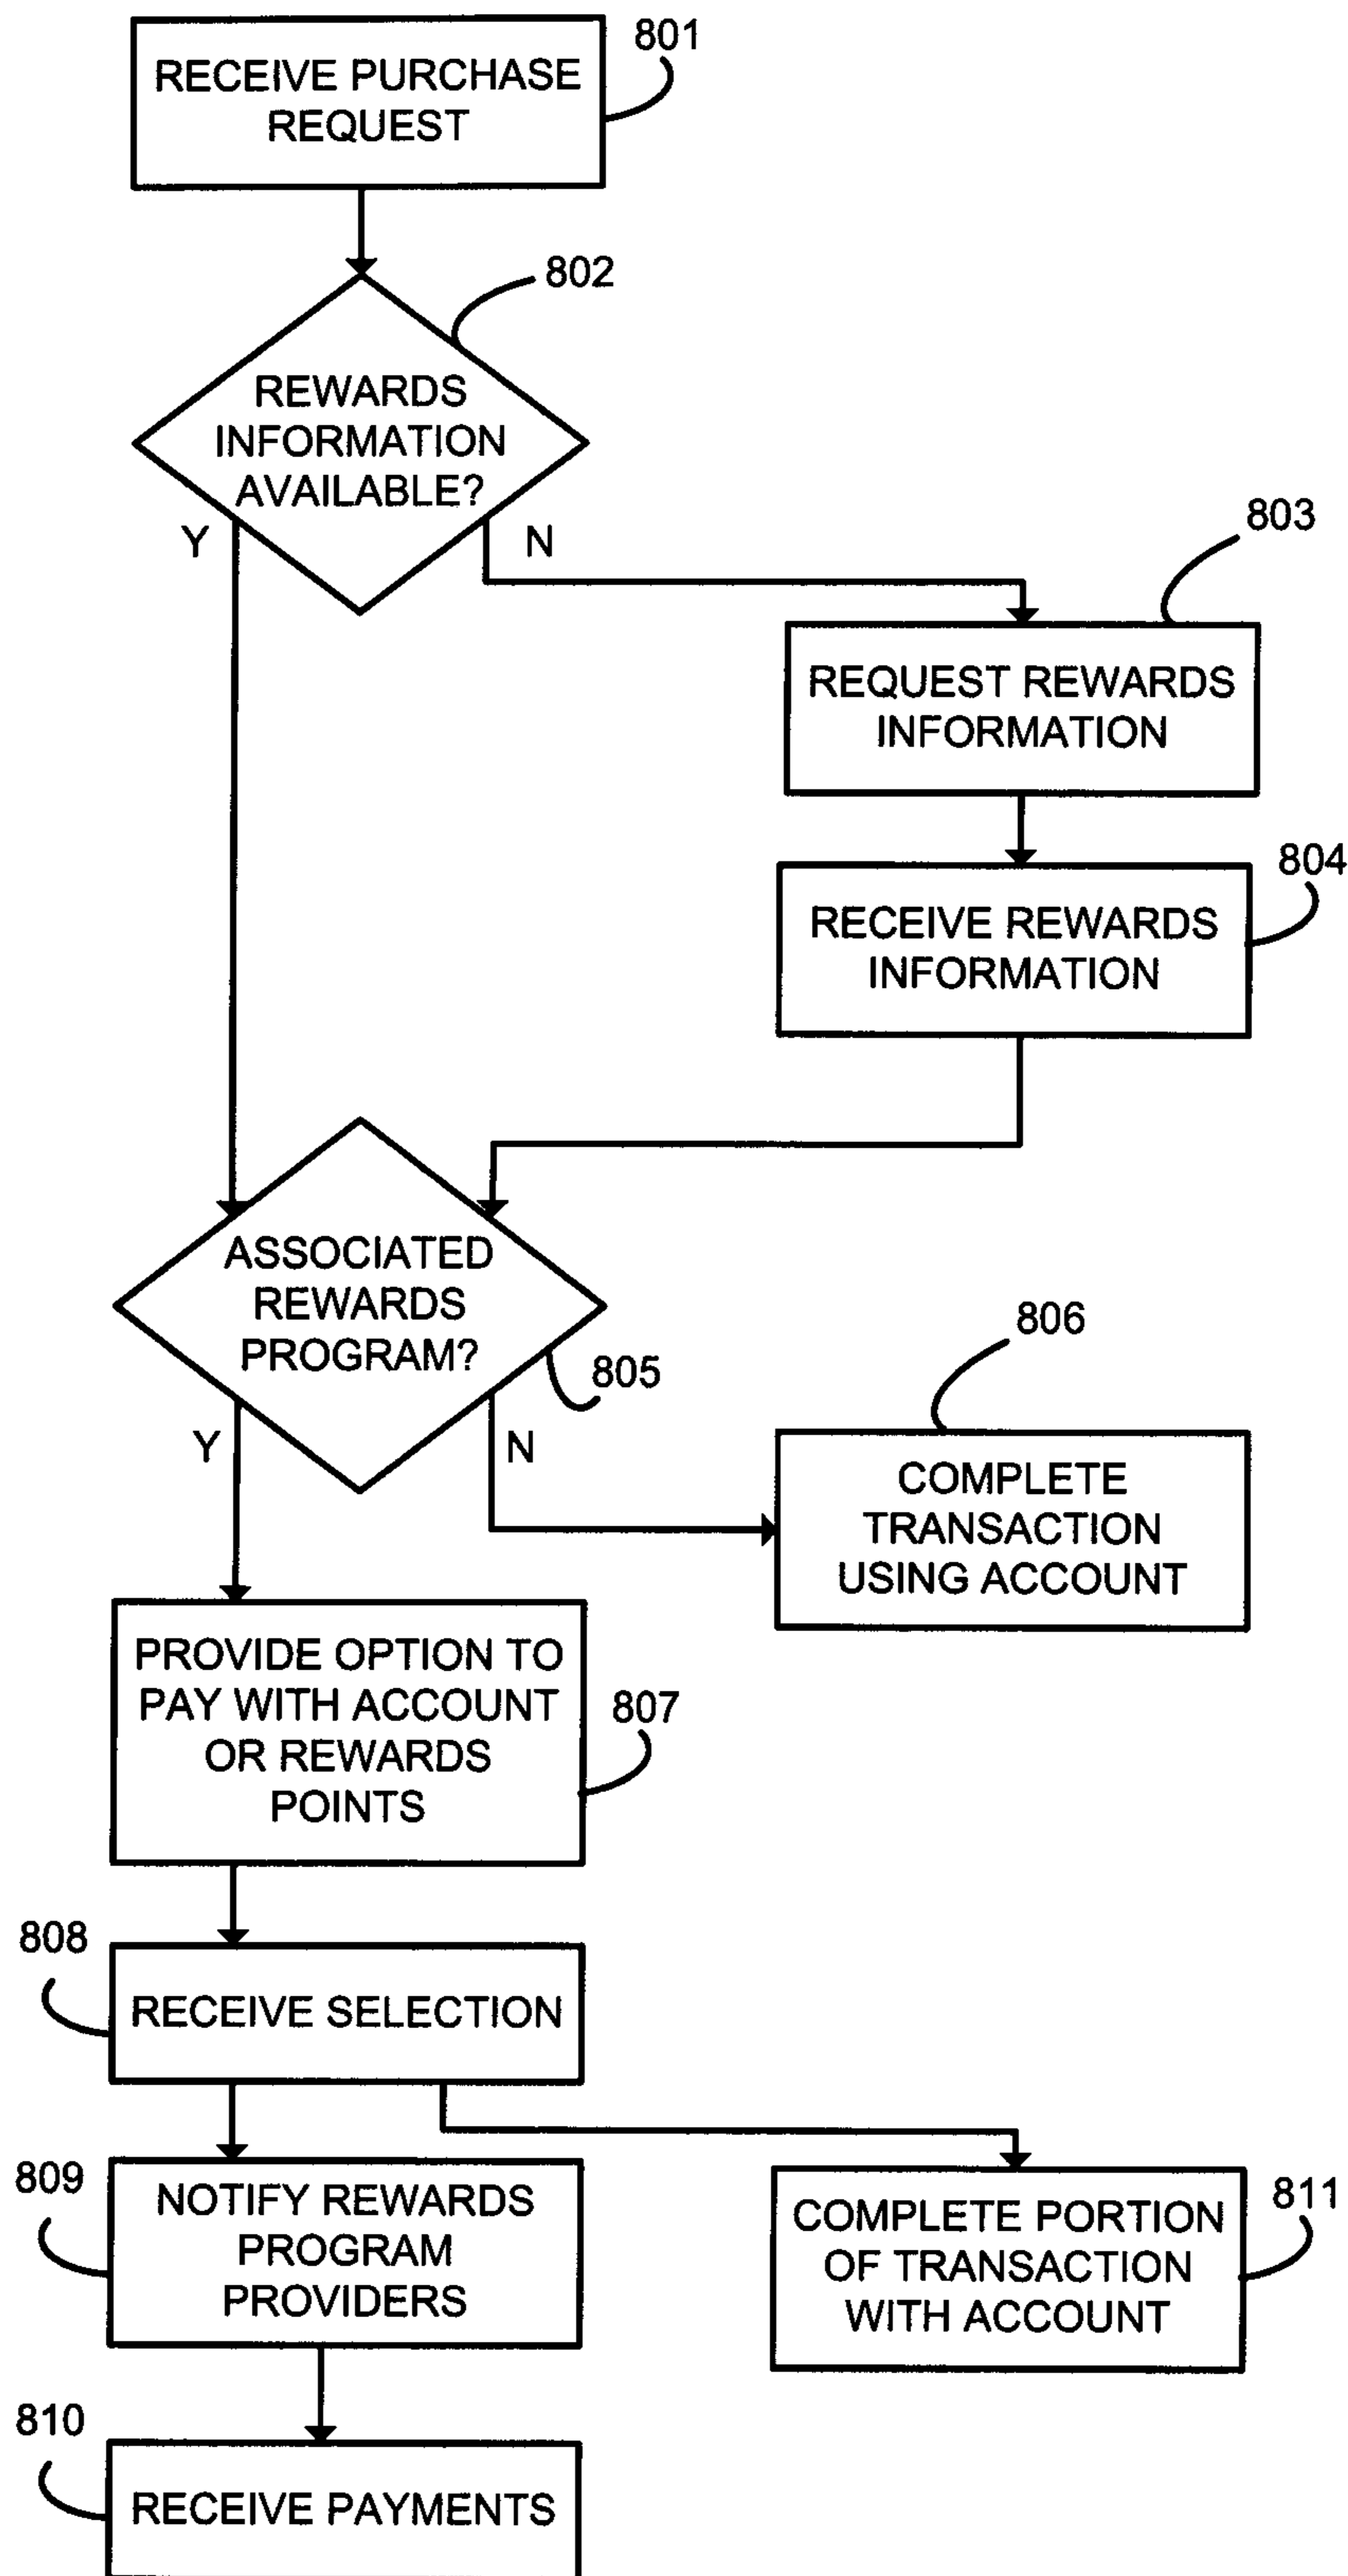 801
RECEIVE PURCHASE
REQUEST
802
REWARDS
INFORMATION
AVAILABLE?
Y
N
803
REQUEST REWARDS
INFORMATION
804
RECEIVE REWARDS
INFORMATION
ASSOCIATED
REWARDS
PROGRAM?
805
Y
N
806
COMPLETE
TRANSACTION
USING ACCOUNT
PROVIDE OPTION TO
PAY WITH ACCOUNT
OR REWARDS
POINTS
807
808
RECEIVE SELECTION
809
NOTIFY REWARDS
PROGRAM
PROVIDERS
COMPLETE PORTION
OF TRANSACTION
WITH ACCOUNT
811
810
RECEIVE PAYMENTS